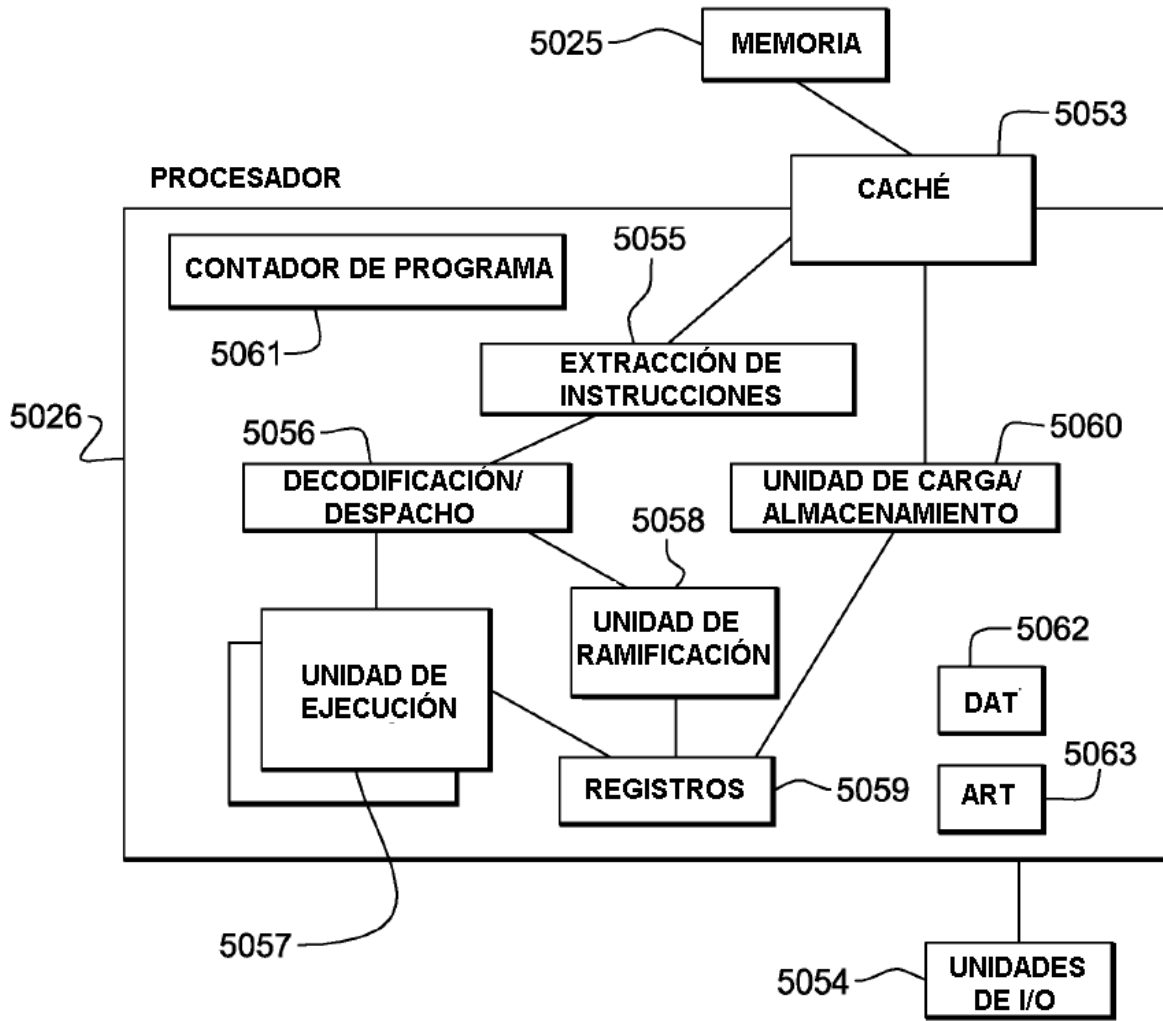 5025
MEMORIA
5053
PROCESADOR
CACHÉ
5055
CONTADOR DE PROGRAMA
5061
EXTRACCIÓN DE
INSTRUCCIONES
5026
5056
5060
DECODIFICACIÓN/
DESPACHO
UNIDAD DE CARGA/
ALMACENAMIENTO
5058
UNIDAD DE
RAMIFICACIÓN
5062
UNIDAD DE
EJECUCIÓN
DAT
5063
REGISTROS
5059
ART
5057
5054
UNIDADES
DE I/O